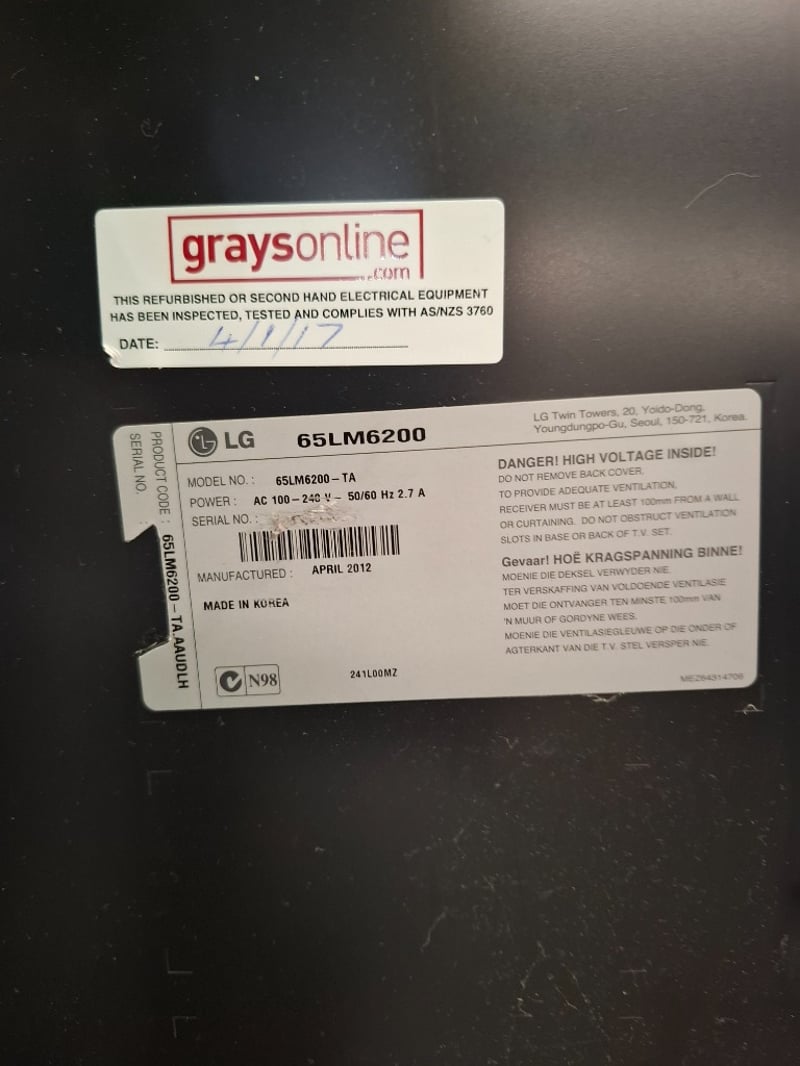 graysonline
.com
THIS REFURBISHED OR SECOND HAND ELECTRICAL EQUIPMENT
HAS BEEN INSPECTED, TESTED AND COMPLIES WITH AS/NZS 3760
DATE: 4/1/17
PRODUCT CODE : 65LM6200-TA.AAUDLH
SERIAL NO. :
LG 65LM6200
LG Twin Towers, 20, Yoido-Dong,
Youngdungpo-Gu, Seoul, 150-721, Korea.
MODEL NO. : 65LM6200-TA
POWER : AC 100-240 V~ 50/60 Hz 2.7 A
SERIAL NO. :
MANUFACTURED : APRIL 2012
MADE IN KOREA
N98
241L00MZ
DANGER! HIGH VOLTAGE INSIDE!
DO NOT REMOVE BACK COVER.
TO PROVIDE ADEQUATE VENTILATION,
RECEIVER MUST BE AT LEAST 100mm FROM A WALL
OR CURTAINING. DO NOT OBSTRUCT VENTILATION
SLOTS IN BASE OR BACK OF T.V. SET.
Gevaar! HOË KRAGSPANNING BINNE!
MOENIE DIE DEKSEL VERWYDER NIE.
TER VERSKAFFING VAN VOLDOENDE VENTILASIE
MOET DIE ONTVANGER TEN MINSTE 100mm VAN
'N MUUR OF GORDYNE WEES.
MOENIE DIE VENTILASIEGLEUWE OP DIE ONDER OF
AGTERKANT VAN DIE T.V. STEL VERSPER NIE.
MEZ64314706